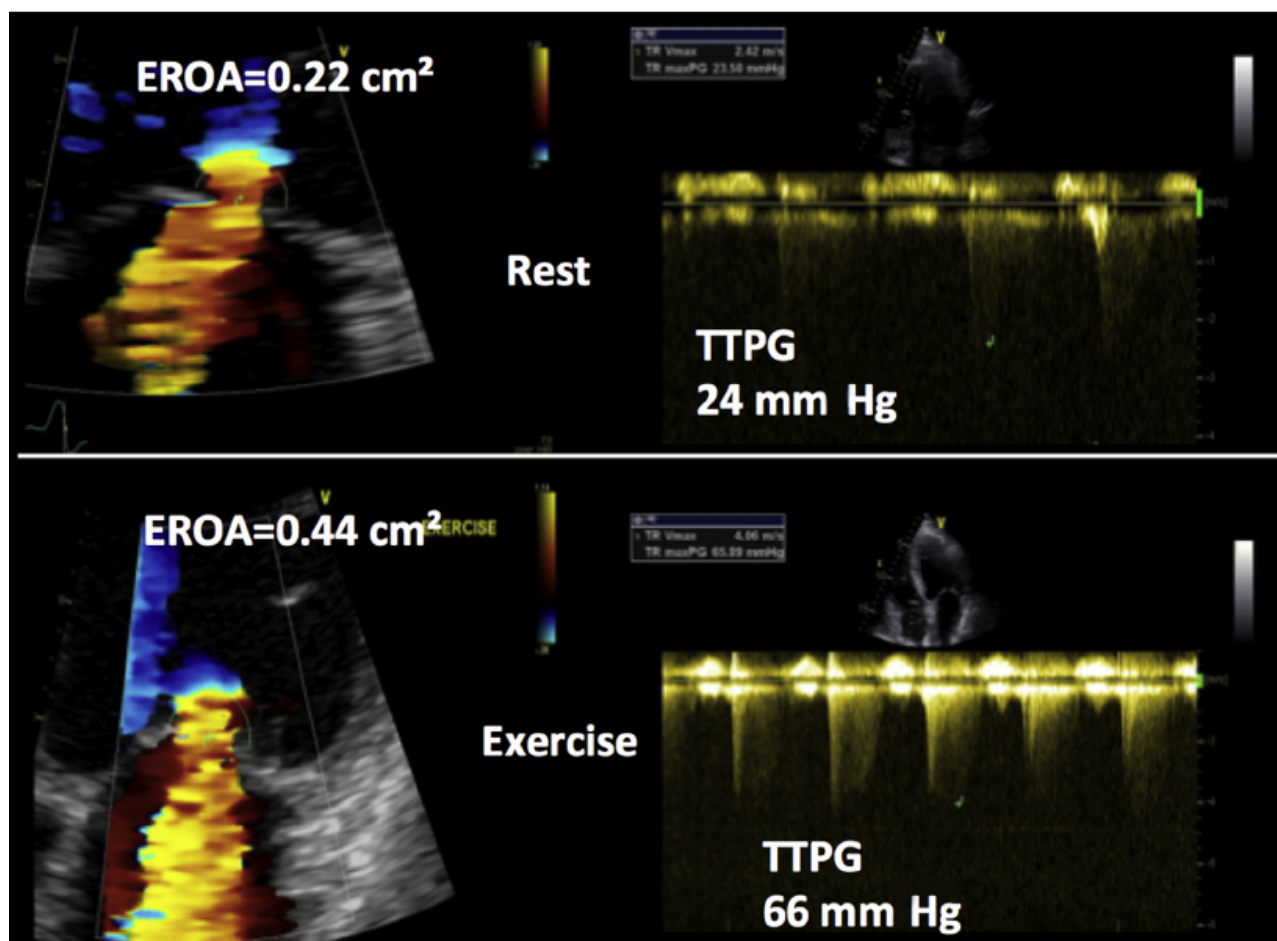 EROA=0.22 cm²
V
TR Vmax 2.42 m/s
TR maxPG 23.50 mmHg
V
Rest
TTPG
24 mm Hg
EROA=0.44 cm²
V
EXERCISE
TR Vmax 4.06 m/s
TR maxPG 65.89 mmHg
V
Exercise
TTPG
66 mm Hg